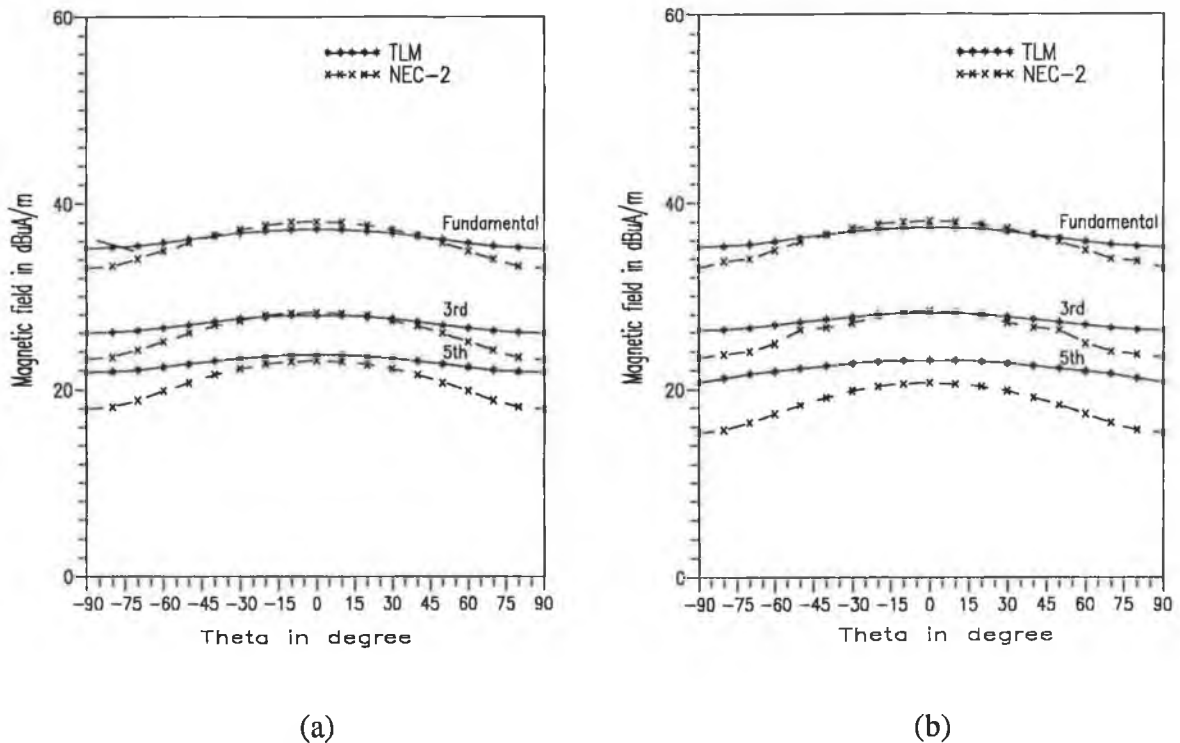 60
TLM
NEC-2
40
Fundamental
3rd
5th
20
0
-90 -75 -60 -45 -30 -15 0 15 30 45 60 75 90
Magnetic field in dBuA/m
Theta in degree
(a)
60
TLM
NEC-2
40
Fundamental
3rd
5th
20
0
-90 -75 -60 -45 -30 -15 0 15 30 45 60 75 90
Magnetic field in dBuA/m
Theta in degree
(b)